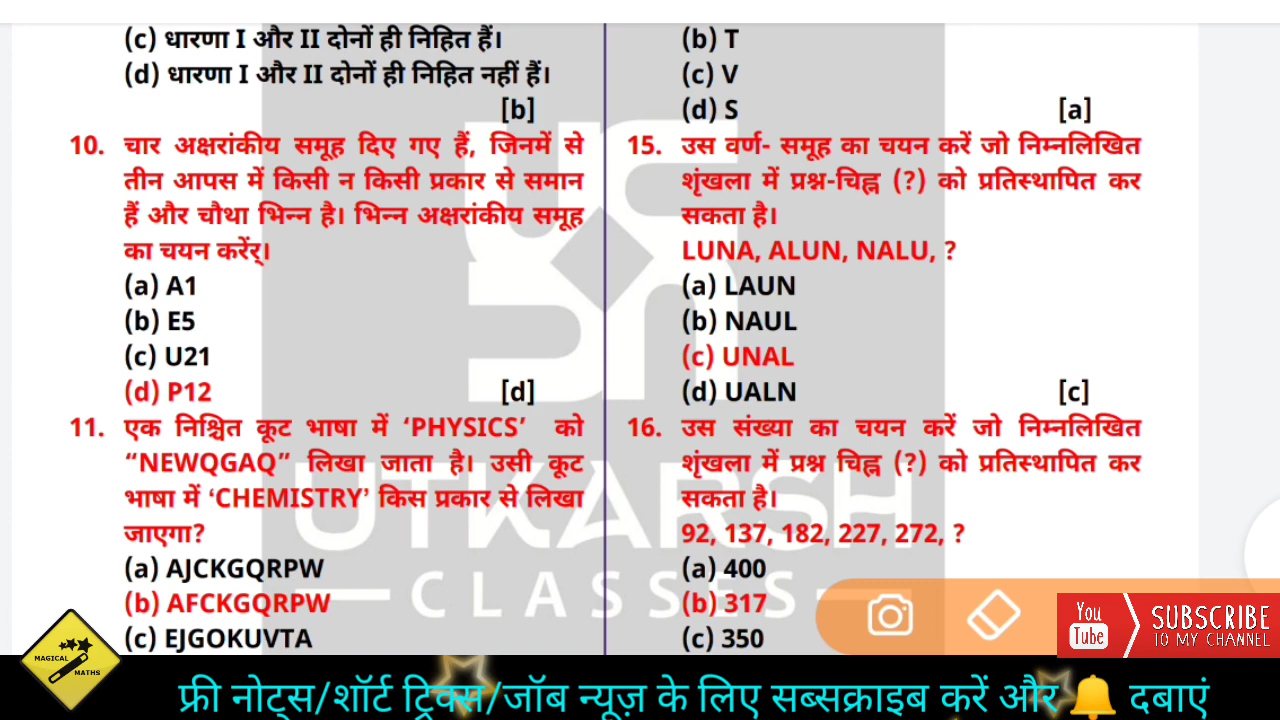 (c) धारणा I और II दोनों ही निहित हैं।
(d) धारणा I और II दोनों ही निहित नहीं हैं।
[b]
10. चार अक्षरांकीय समूह दिए गए हैं, जिनमें से
तीन आपस में किसी न किसी प्रकार से समान
हैं और चौथा भिन्न है। भिन्न अक्षरांकीय समूह
का चयन करेंर्।
(a) A1
(b) E5
(c) U21
(d) P12 [d]
11. एक निश्चित कूट भाषा में ‘PHYSICS’ को
“NEWQGAQ” लिखा जाता है। उसी कूट
भाषा में ‘CHEMISTRY’ किस प्रकार से लिखा
जाएगा?
(a) AJCKGQRPW
(b) AFCKGQRPW
(c) EJGOKUVTA
(b) T
(c) V
(d) S [a]
15. उस वर्ण- समूह का चयन करें जो निम्नलिखित
शृंखला में प्रश्न-चिह्न (?) को प्रतिस्थापित कर
सकता है।
LUNA, ALUN, NALU, ?
(a) LAUN
(b) NAUL
(c) UNAL
(d) UALN [c]
16. उस संख्या का चयन करें जो निम्नलिखित
शृंखला में प्रश्न चिह्न (?) को प्रतिस्थापित कर
सकता है।
92, 137, 182, 227, 272, ?
(a) 400
(b) 317
(c) 350
UTKARSH
CLASSES
You
Tube
SUBSCRIBE
TO MY CHANNEL
MAGICAL
MATHS
फ्री नोट्स/शॉर्ट ट्रिक्स/जॉब न्यूज़ के लिए सब्सक्राइब करें और 🔔 दबाएं